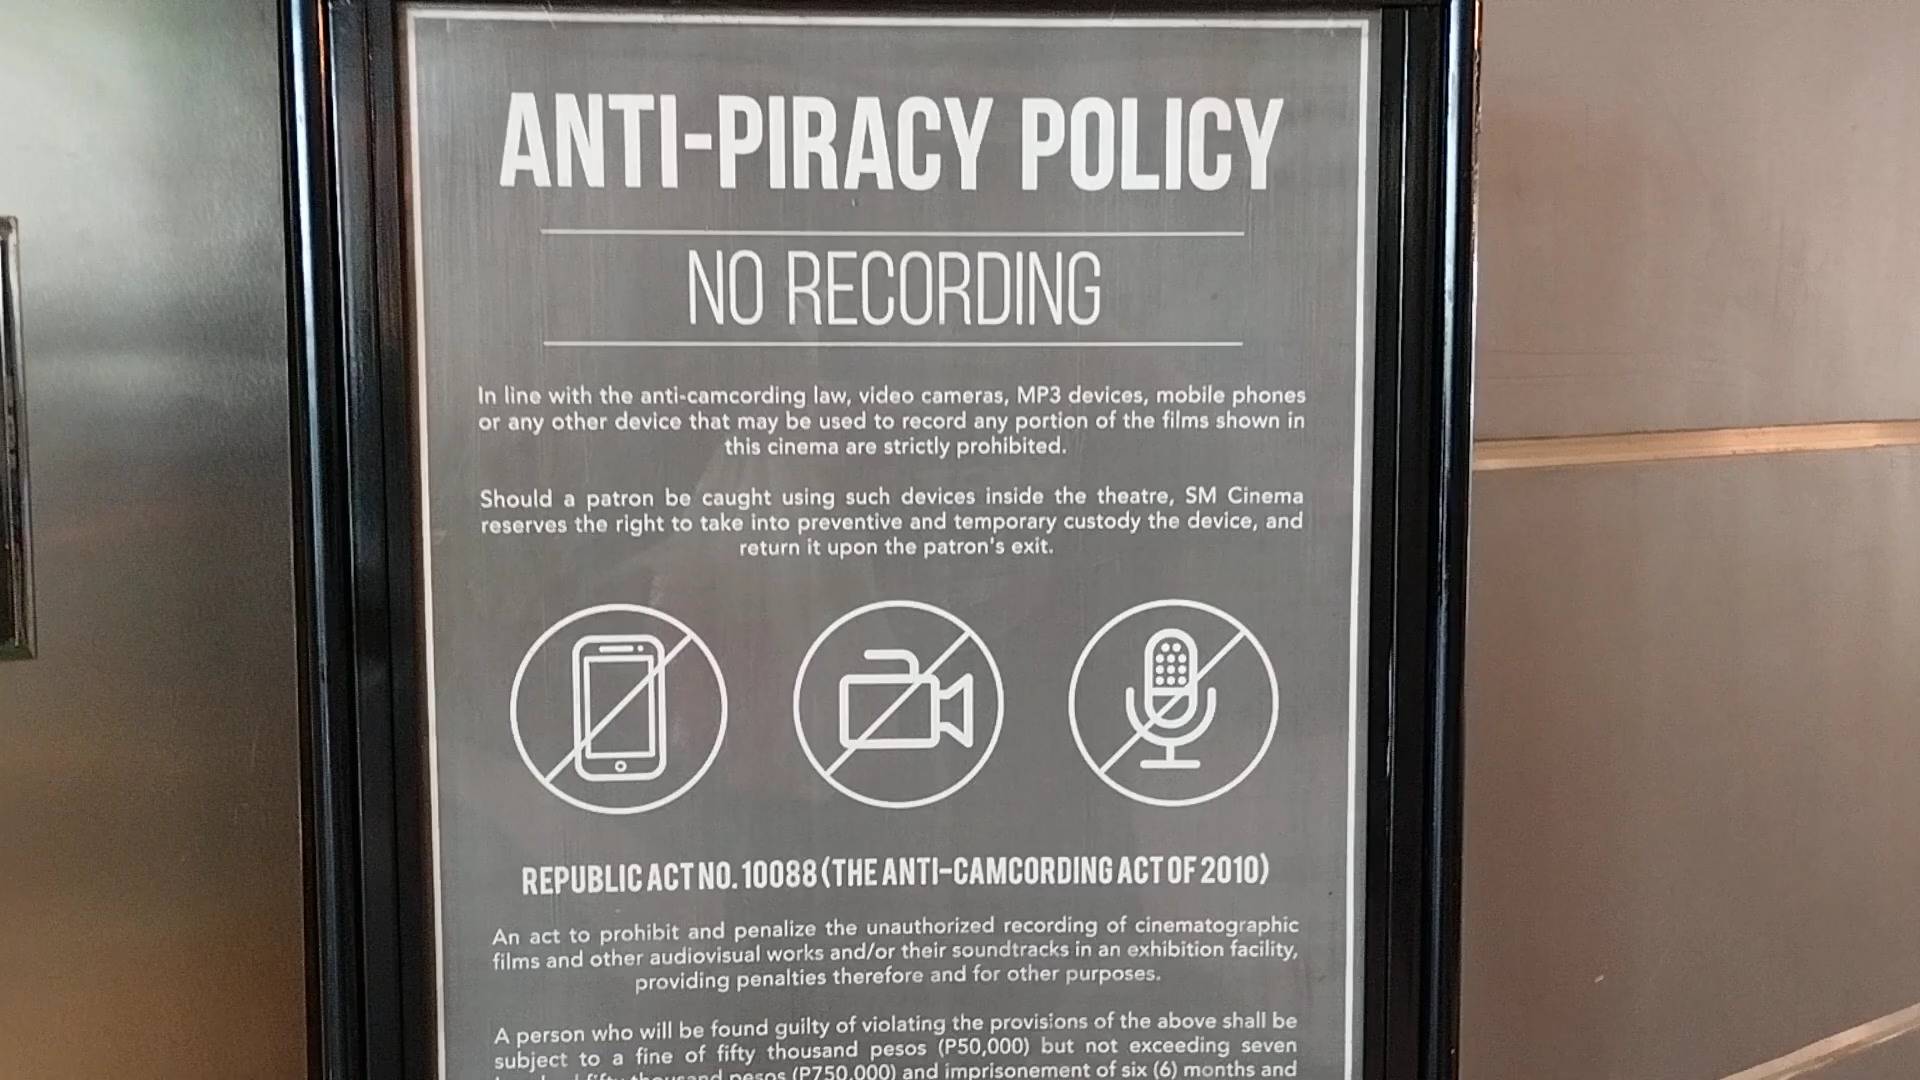 ANTI-PIRACY POLICY
NO RECORDING
In line with the anti-camcording law, video cameras, MP3 devices, mobile phones
or any other device that may be used to record any portion of the films shown in
this cinema are strictly prohibited.
Should a patron be caught using such devices inside the theatre, SM Cinema
reserves the right to take into preventive and temporary custody the device, and
return it upon the patron's exit.
REPUBLIC ACT NO. 10088 (THE ANTI-CAMCORDING ACT OF 2010)
An act to prohibit and penalize the unauthorized recording of cinematographic
films and other audiovisual works and/or their soundtracks in an exhibition facility,
providing penalties therefore and for other purposes.
A person who will be found guilty of violating the provisions of the above shall be
subject to a fine of fifty thousand pesos (P50,000) but not exceeding seven
fifty thousand pesos (P750,000) and imprisonement of six (6) months and